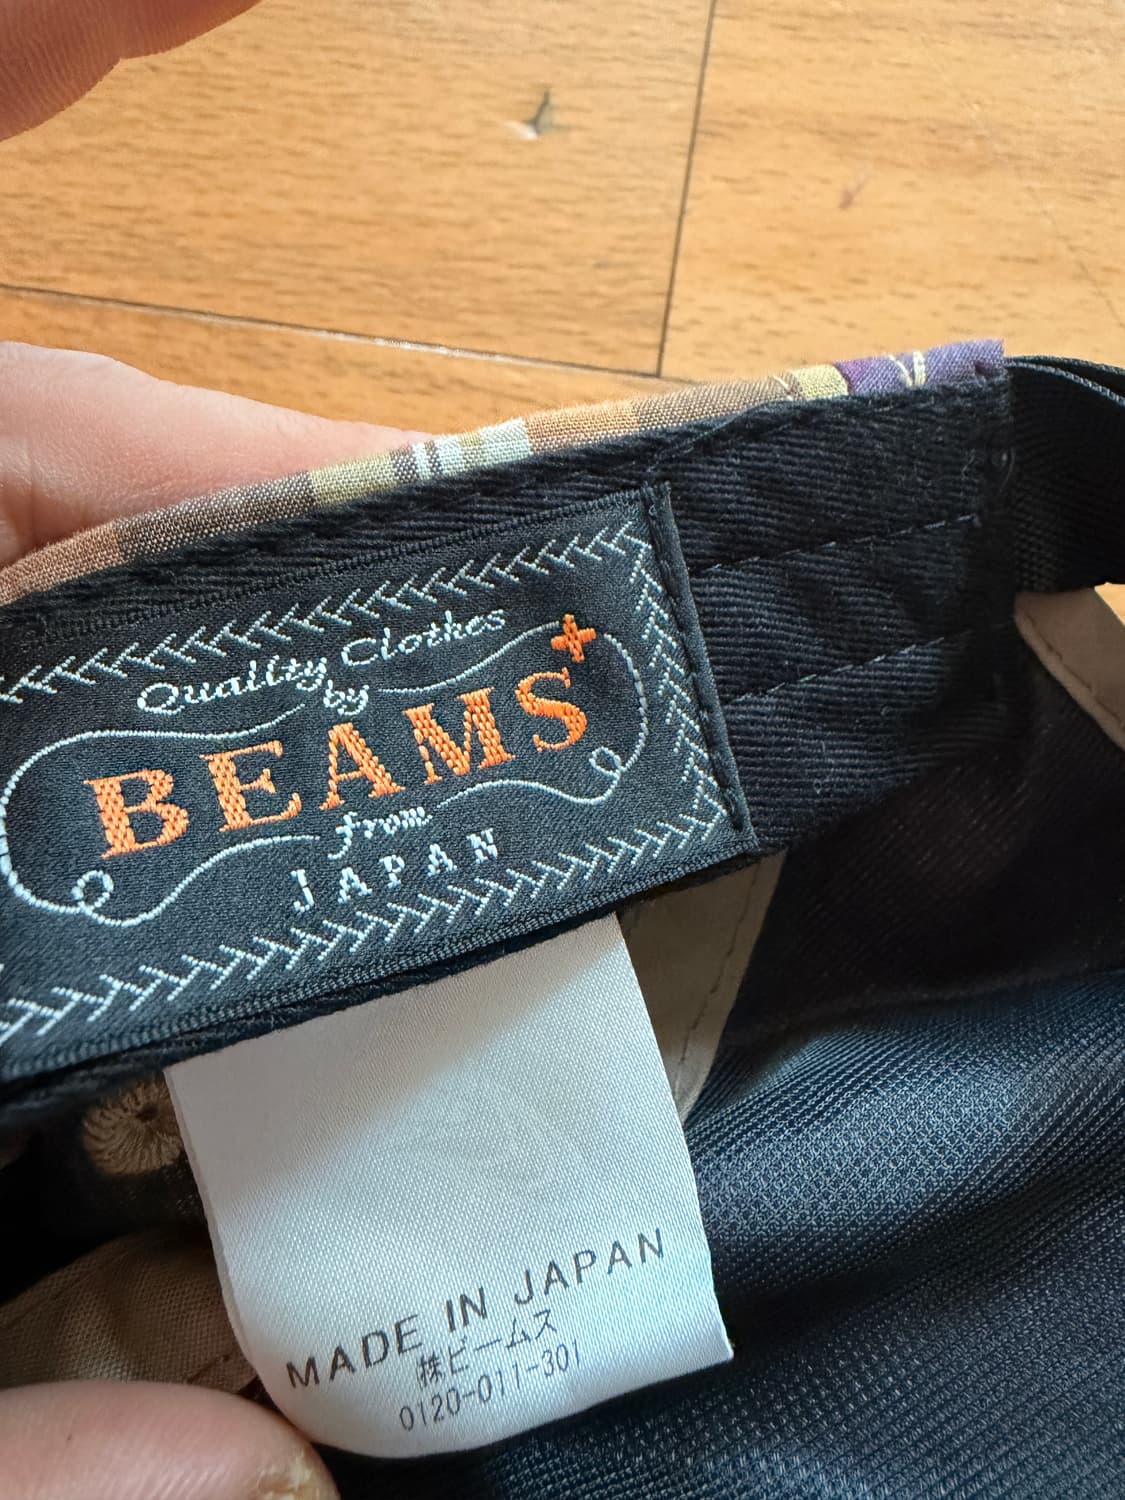 Quality Clothes
by
BEAMS+
from
JAPAN
MADE IN JAPAN
㈱ビームス
0120-011-301